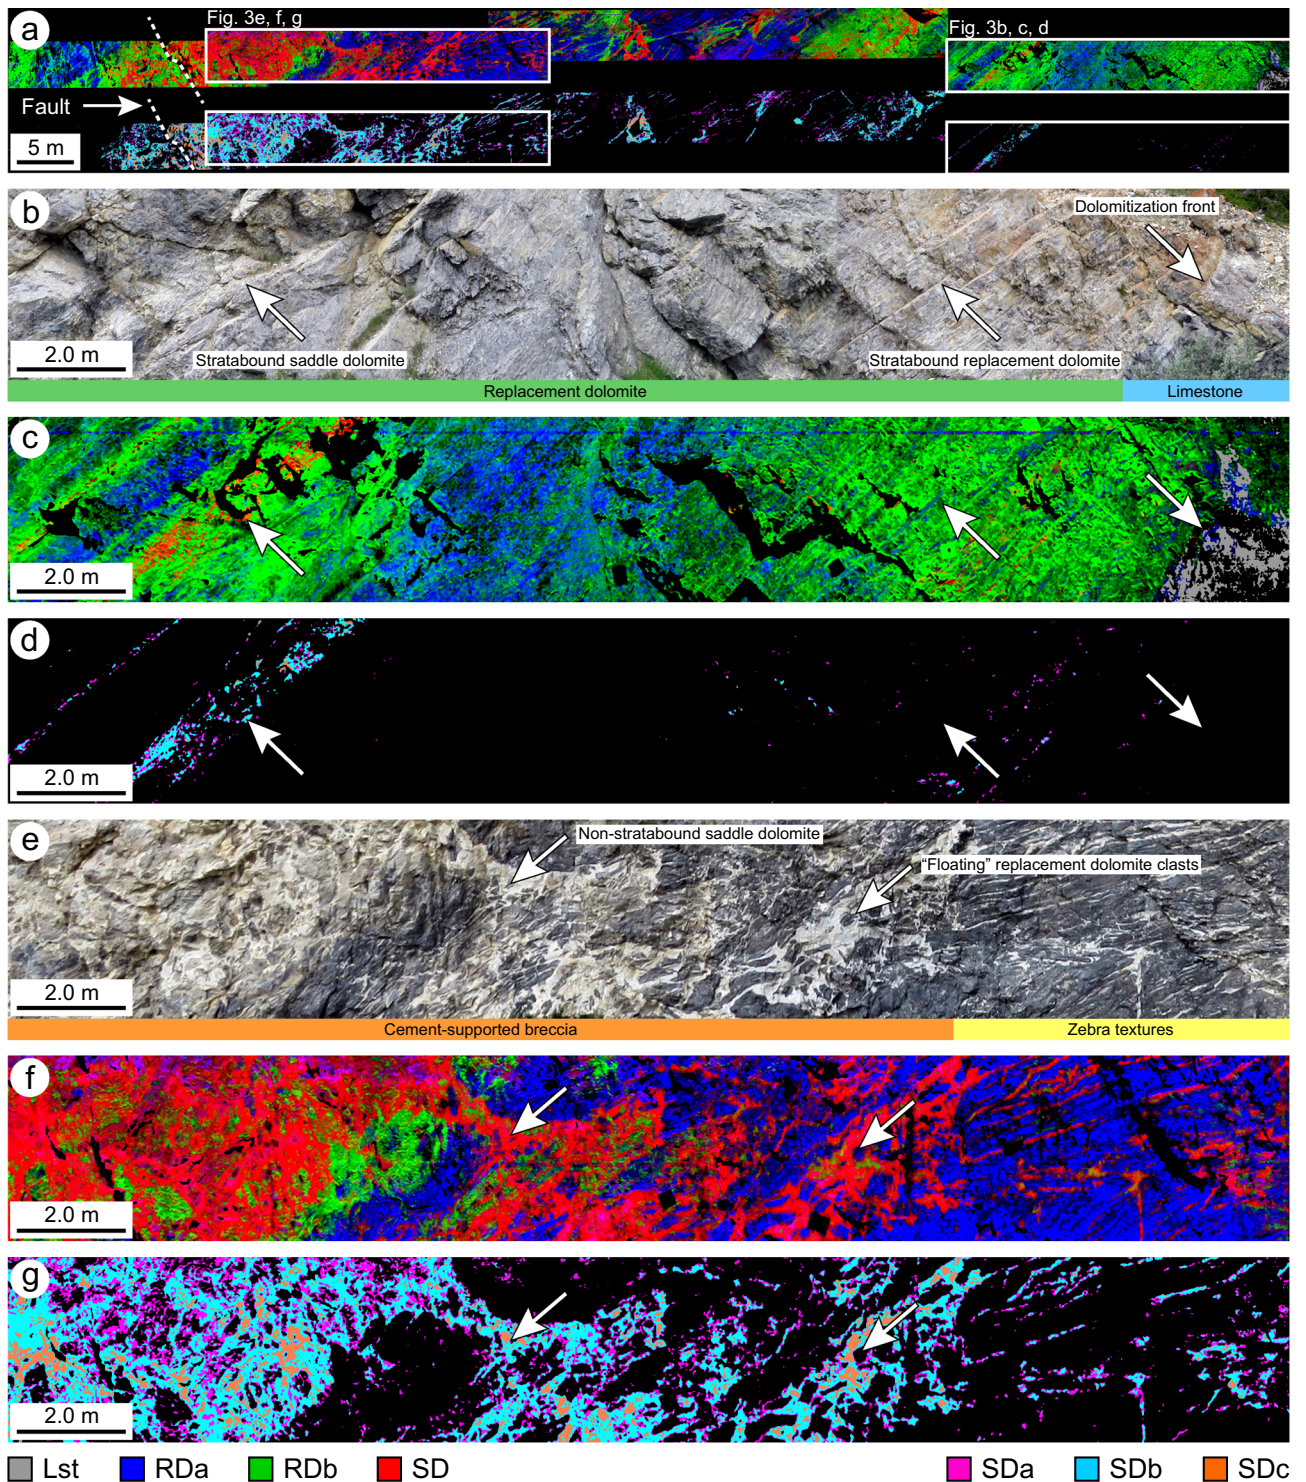 a
Fig. 3e, f, g
Fig. 3b, c, d
Fault
5 m
b
Dolomitization front
Stratabound saddle dolomite
Stratabound replacement dolomite
2.0 m
Replacement dolomite
Limestone
c
2.0 m
d
2.0 m
e
Non-stratabound saddle dolomite
“Floating” replacement dolomite clasts
2.0 m
Cement-supported breccia
Zebra textures
f
2.0 m
g
2.0 m
Lst RDa RDb SD SDa SDb SDc